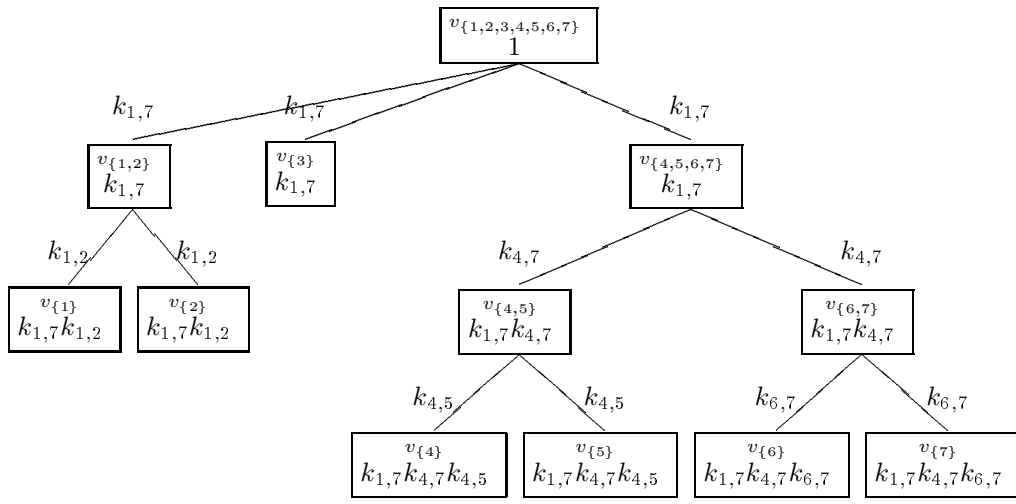 v_{\{1,2,3,4,5,6,7\}}
1
k_{1,7} k_{1,7} k_{1,7}
v_{\{1,2\}} v_{\{3\}} v_{\{4,5,6,7\}}
k_{1,7} k_{1,7} k_{1,7}
k_{1,2} k_{1,2} k_{4,7} k_{4,7}
v_{\{1\}} v_{\{2\}} v_{\{4,5\}} v_{\{6,7\}}
k_{1,7}k_{1,2} k_{1,7}k_{1,2} k_{1,7}k_{4,7} k_{1,7}k_{4,7}
k_{4,5} k_{4,5} k_{6,7} k_{6,7}
v_{\{4\}} v_{\{5\}} v_{\{6\}} v_{\{7\}}
k_{1,7}k_{4,7}k_{4,5} k_{1,7}k_{4,7}k_{4,5} k_{1,7}k_{4,7}k_{6,7} k_{1,7}k_{4,7}k_{6,7}